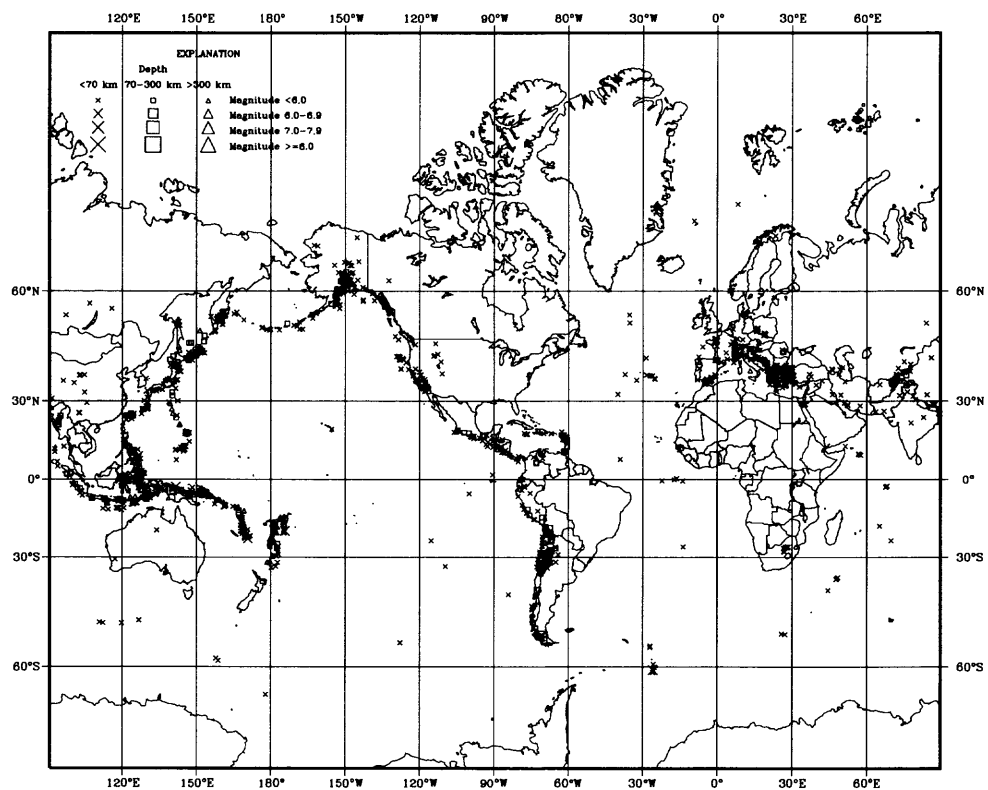 120°E 150°E 180° 150°W 120°W 90°W 60°W 30°W 0° 30°E 60°E
EXPLANATION
Depth
<70 km 70-300 km >300 km
Magnitude <6.0
Magnitude 6.0-6.9
Magnitude 7.0-7.9
Magnitude >=8.0
60°N 60°N
30°N 30°N
0° 0°
30°S 30°S
60°S 60°S
120°E 150°E 180° 150°W 120°W 90°W 60°W 30°W 0° 30°E 60°E